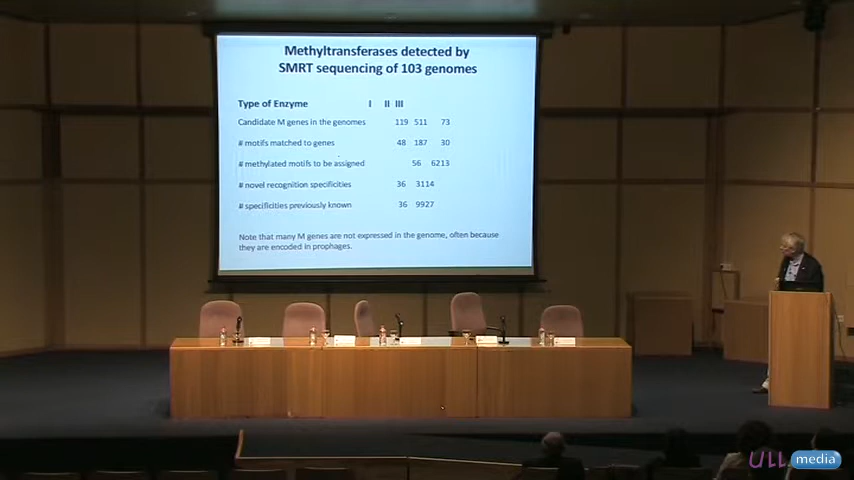 Methyltransferases detected by
SMRT sequencing of 103 genomes
Type of Enzyme I II III
Candidate M genes in the genomes 119 511 73
# motifs matched to genes 48 187 30
# methylated motifs to be assigned 56 6213
# novel recognition specificities 36 3114
# specificities previously known 36 9927
Note that many M genes are not expressed in the genome, often because
they are encoded in prophages.
ULL media